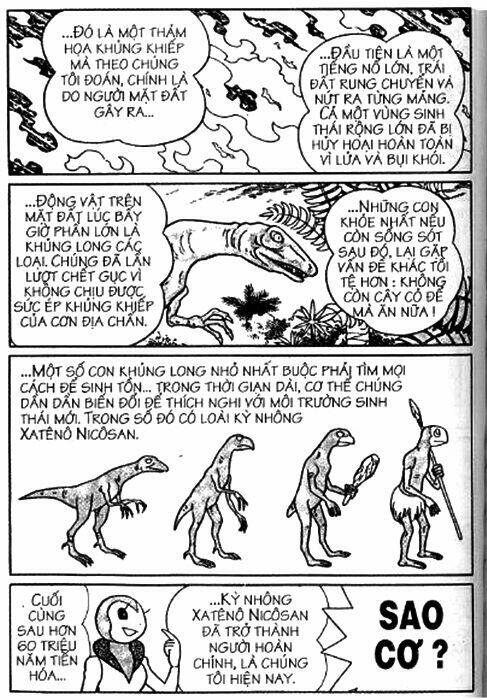 ...ĐÓ LÀ MỘT THẢM
HỌA KHỦNG KHIẾP
MÀ THEO CHÚNG
TÔI ĐOÁN, CHÍNH LÀ
DO NGƯỜI MẶT ĐẤT
GÂY RA...
...ĐẦU TIÊN LÀ MỘT
TIẾNG NỔ LỚN, TRÁI
ĐẤT RUNG CHUYỂN VÀ
NỨT RA TỪNG MẢNG.
CẢ MỘT VÙNG SINH
THÁI RỘNG LỚN ĐÃ BỊ
HỦY HOẠI HOÀN TOÀN
VÌ LỬA VÀ BỤI KHÓI.
...ĐỘNG VẬT TRÊN
MẶT ĐẤT LÚC BẤY
GIỜ PHẦN LỚN LÀ
KHỦNG LONG CÁC
LOẠI. CHÚNG ĐÃ LẦN
LƯỢT CHẾT GỤC VÌ
KHÔNG CHỊU ĐƯỢC
SỨC ÉP KHỦNG KHIẾP
CỦA CƠN ĐỊA CHẤN.
...NHỮNG CON
KHỎE NHẤT NẾU
CÒN SỐNG SÓT
SAU ĐÓ, LẠI GẶP
VẤN ĐỀ KHÁC TỒI
TỆ HƠN : KHÔNG
CÒN CÂY CỎ ĐỂ
MÀ ĂN NỮA !
...MỘT SỐ CON KHỦNG LONG NHỎ NHẤT BUỘC PHẢI TÌM MỌI
CÁCH ĐỂ SINH TỒN... TRONG THỜI GIAN DÀI, CƠ THỂ CHÚNG
DẦN DẦN BIẾN ĐỔI ĐỂ THÍCH NGHI VỚI MÔI TRƯỜNG SINH
THÁI MỚI. TRONG SỐ ĐÓ CÓ LOÀI KỲ NHÔNG
XATÊNÔ NICÔSAN.
CUỐI
CÙNG
SAU HƠN
60 TRIỆU
NĂM TIẾN
HÓA...
...KỲ NHÔNG
XATÊNÔ NICÔSAN
ĐÃ TRỞ THÀNH
NGƯỜI HOÀN
CHỈNH, LÀ CHÚNG
TÔI HIỆN NAY.
SAO
CƠ ?